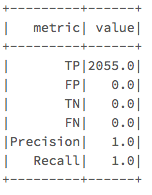 +---------+------+
|   metric| value|
+---------+------+
|       TP|2055.0|
|       FP|   0.0|
|       TN|   0.0|
|       FN|   0.0|
|Precision|   1.0|
|   Recall|   1.0|
+---------+------+